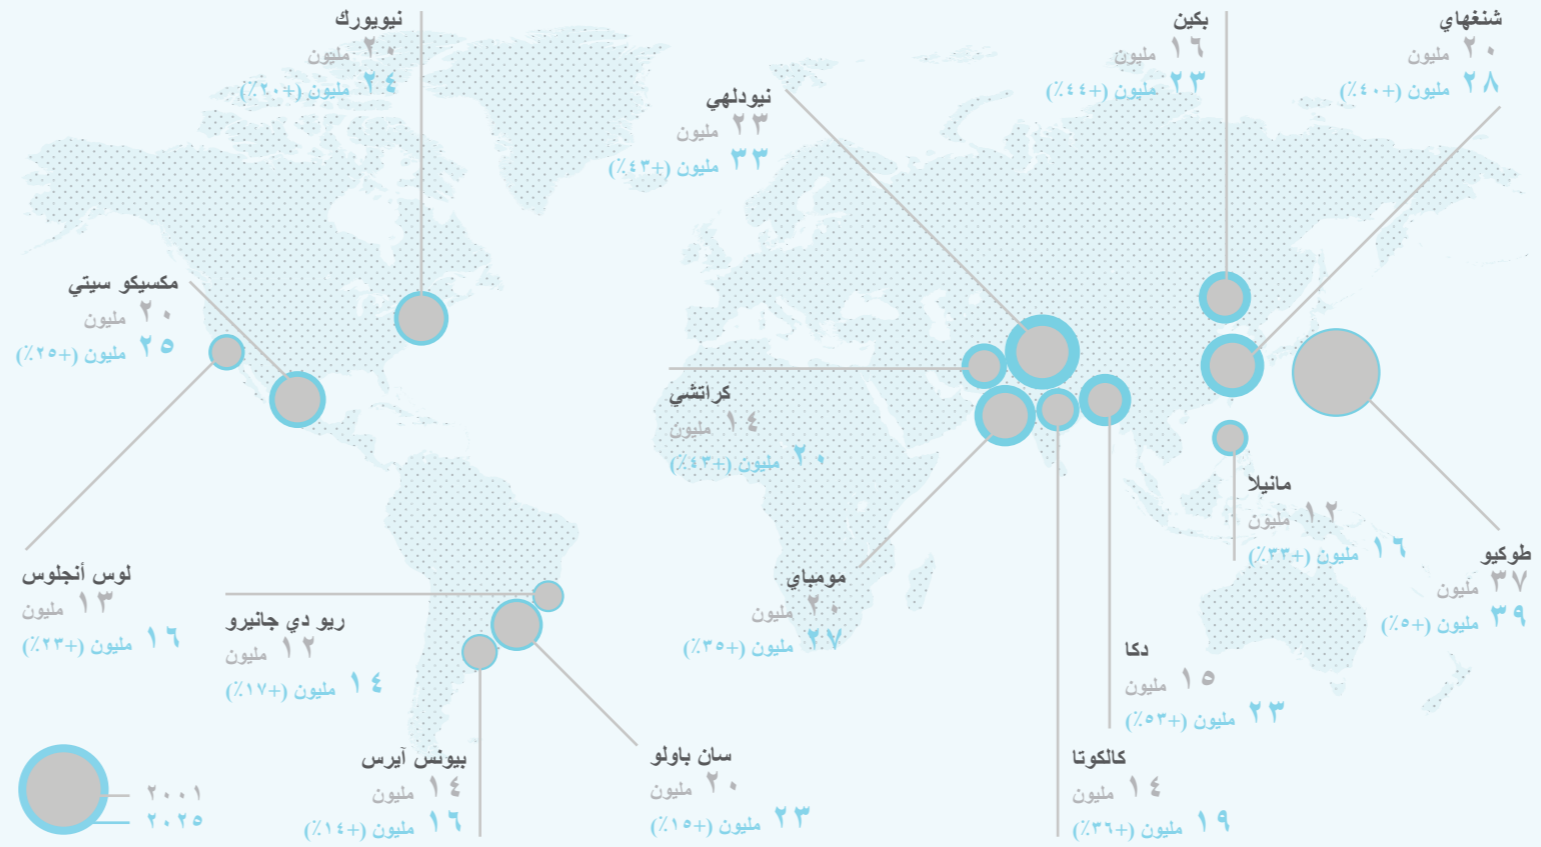 نيويورك
٢٠ مليون
٢٤ مليون (+٢٠٪)
بكين
١٦ مليون
٢٣ مليون (+٤٤٪)
شنغهاي
٢٠ مليون
٢٨ مليون (+٤٠٪)
نيودلهي
٢٣ مليون
٣٣ مليون (+٤٣٪)
مكسيكو سيتي
٢٠ مليون
٢٥ مليون (+٢٥٪)
كراتشي
١٤ مليون
٢٠ مليون (+٤٣٪)
مانيلا
١٢ مليون
١٦ مليون (+٣٣٪)
طوكيو
٣٧ مليون
٣٩ مليون (+٥٪)
لوس أنجلوس
١٣ مليون
١٦ مليون (+٢٣٪)
مومباي
٢٠ مليون
٢٧ مليون (+٣٥٪)
ريو دي جانيرو
١٢ مليون
١٤ مليون (+١٧٪)
دكا
١٥ مليون
٢٣ مليون (+٥٣٪)
بيونس آيرس
١٤ مليون
١٦ مليون (+١٤٪)
سان باولو
٢٠ مليون
٢٣ مليون (+١٥٪)
كالكوتا
١٤ مليون
١٩ مليون (+٣٦٪)
٢٠٠١
٢٠٢٥